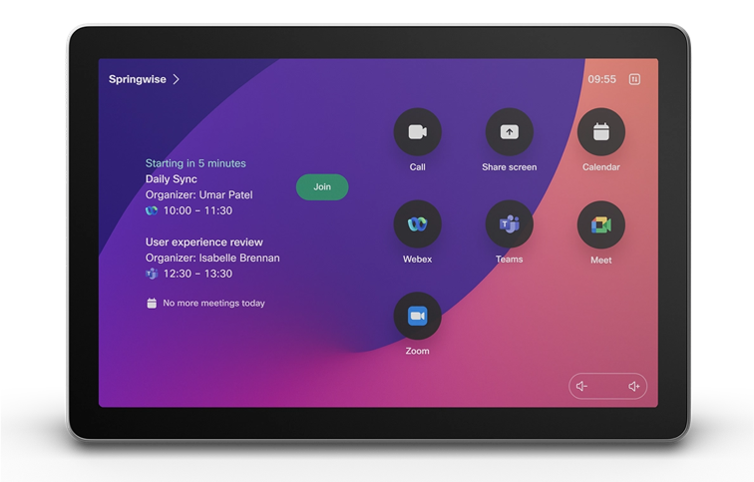 Springwise
09:55
Starting in 5 minutes
Daily Sync
Organizer: Umar Patel
10:00 - 11:30
Join
User experience review
Organizer: Isabelle Brennan
12:30 - 13:30
No more meetings today
Call
Share screen
Calendar
Webex
Teams
Meet
Zoom